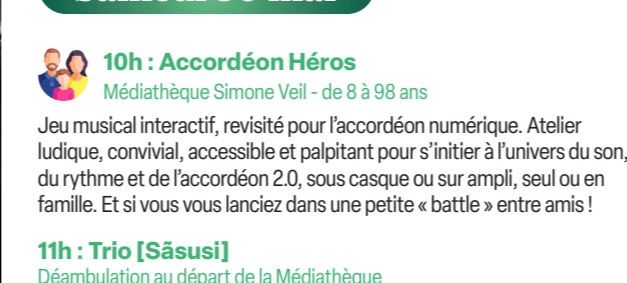 10h : Accordéon Héros
Médiathèque Simone Veil - de 8 à 98 ans
Jeu musical interactif, revisité pour l’accordéon numérique. Atelier
ludique, convivial, accessible et palpitant pour s’initier à l’univers du son,
du rythme et de l’accordéon 2.0, sous casque ou sur ampli, seul ou en
famille. Et si vous vous lanciez dans une petite « battle » entre amis !
11h : Trio [Sãsusi]
Déambulation au départ de la Médiathèque